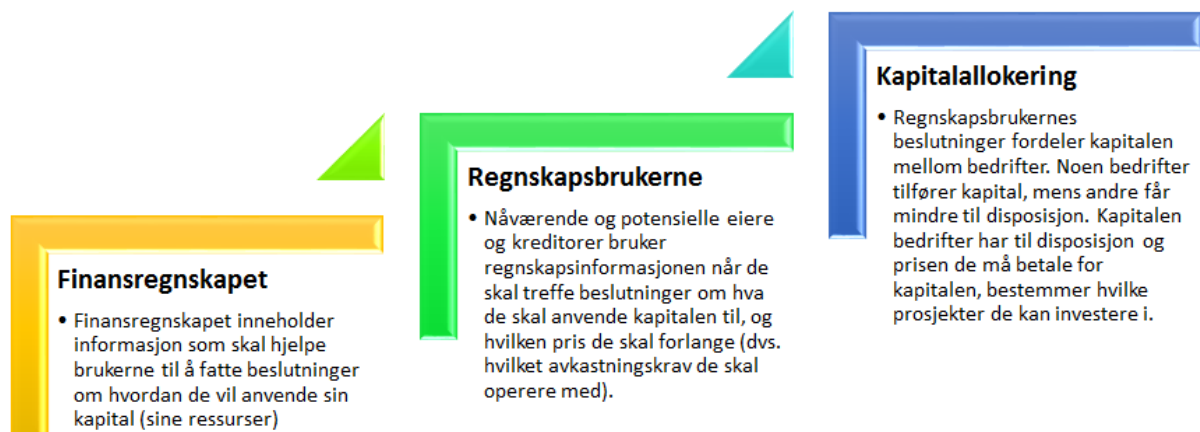 Finansregnskapet
• Finansregnskapet inneholder
informasjon som skal hjelpe
brukerne til å fatte beslutninger
om hvordan de vil anvende sin
kapital (sine ressurser)
Regnskapsbrukerne
• Nåværende og potensielle eiere
og kreditorer bruker
regnskapsinformasjonen når de
skal treffe beslutninger om hva
de skal anvende kapitalen til, og
hvilken pris de skal forlange (dvs.
hvilket avkastningskrav de skal
operere med).
Kapitalallokering
• Regnskapsbrukernes
beslutninger fordeler kapitalen
mellom bedrifter. Noen bedrifter
tilfører kapital, mens andre får
mindre til disposisjon. Kapitalen
bedrifter har til disposisjon og
prisen de må betale for
kapitalen, bestemmer hvilke
prosjekter de kan investere i.